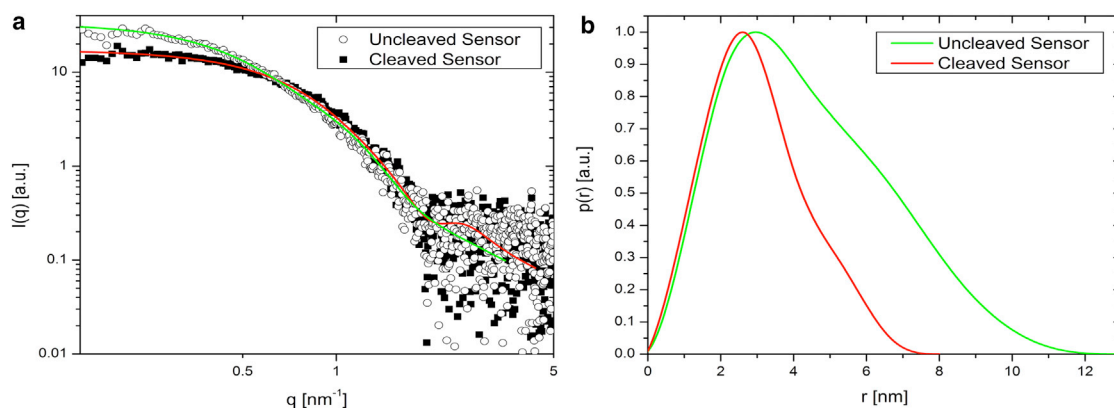 a
I(q) [a.u.]
10
1
0.1
0.01
0.5
1
5
q [nm⁻¹]
Uncleaved Sensor
Cleaved Sensor
b
p(r) [a.u.]
1.0
0.9
0.8
0.7
0.6
0.5
0.4
0.3
0.2
0.1
0.0
0
2
4
6
8
10
12
r [nm]
Uncleaved Sensor
Cleaved Sensor